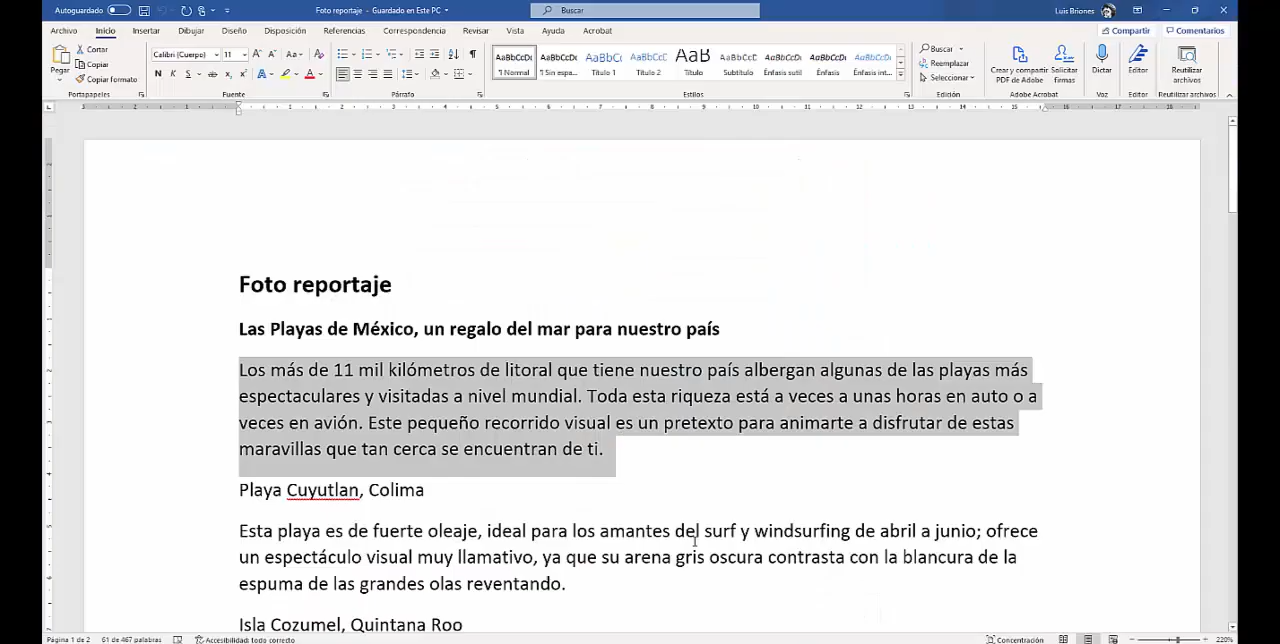 Autoguardado
Foto reportaje - Guardado en Este PC
Buscar
Luis Briones
Archivo Inicio Insertar Dibujar Diseño Disposición Referencias Correspondencia Revisar Vista Ayuda Acrobat
Compartir Comentarios
Pegar
Cortar
Copiar
Copiar formato
Portapapeles
Calibri (Cuerpo) 11
N K S
Fuente
Párrafo
AaBbCcDc AaBbCcDc AaBbCc AaBbCcC AaB AaBbCcC AaBbCcDc AaBbCcDc AaBbCcDc
¶ Normal ¶ Sin espa... Título 1 Título 2 Título Subtítulo Énfasis sutil Énfasis Énfasis int...
Estilos
Buscar
Reemplazar
Seleccionar
Edición
Crear y compartir PDF de Adobe
Solicitar firmas
Adobe Acrobat
Dictar
Voz
Editor
Editor
Reutilizar archivos
Reutilizar archivos
Foto reportaje
Las Playas de México, un regalo del mar para nuestro país
Los más de 11 mil kilómetros de litoral que tiene nuestro país albergan algunas de las playas más
espectaculares y visitadas a nivel mundial. Toda esta riqueza está a veces a unas horas en auto o a
veces en avión. Este pequeño recorrido visual es un pretexto para animarte a disfrutar de estas
maravillas que tan cerca se encuentran de ti.
Playa Cuyutlan, Colima
Esta playa es de fuerte oleaje, ideal para los amantes del surf y windsurfing de abril a junio; ofrece
un espectáculo visual muy llamativo, ya que su arena gris oscura contrasta con la blancura de la
espuma de las grandes olas reventando.
Isla Cozumel, Quintana Roo
Página 1 de 2 61 de 467 palabras Accesibilidad: todo correcto Concentración 220%